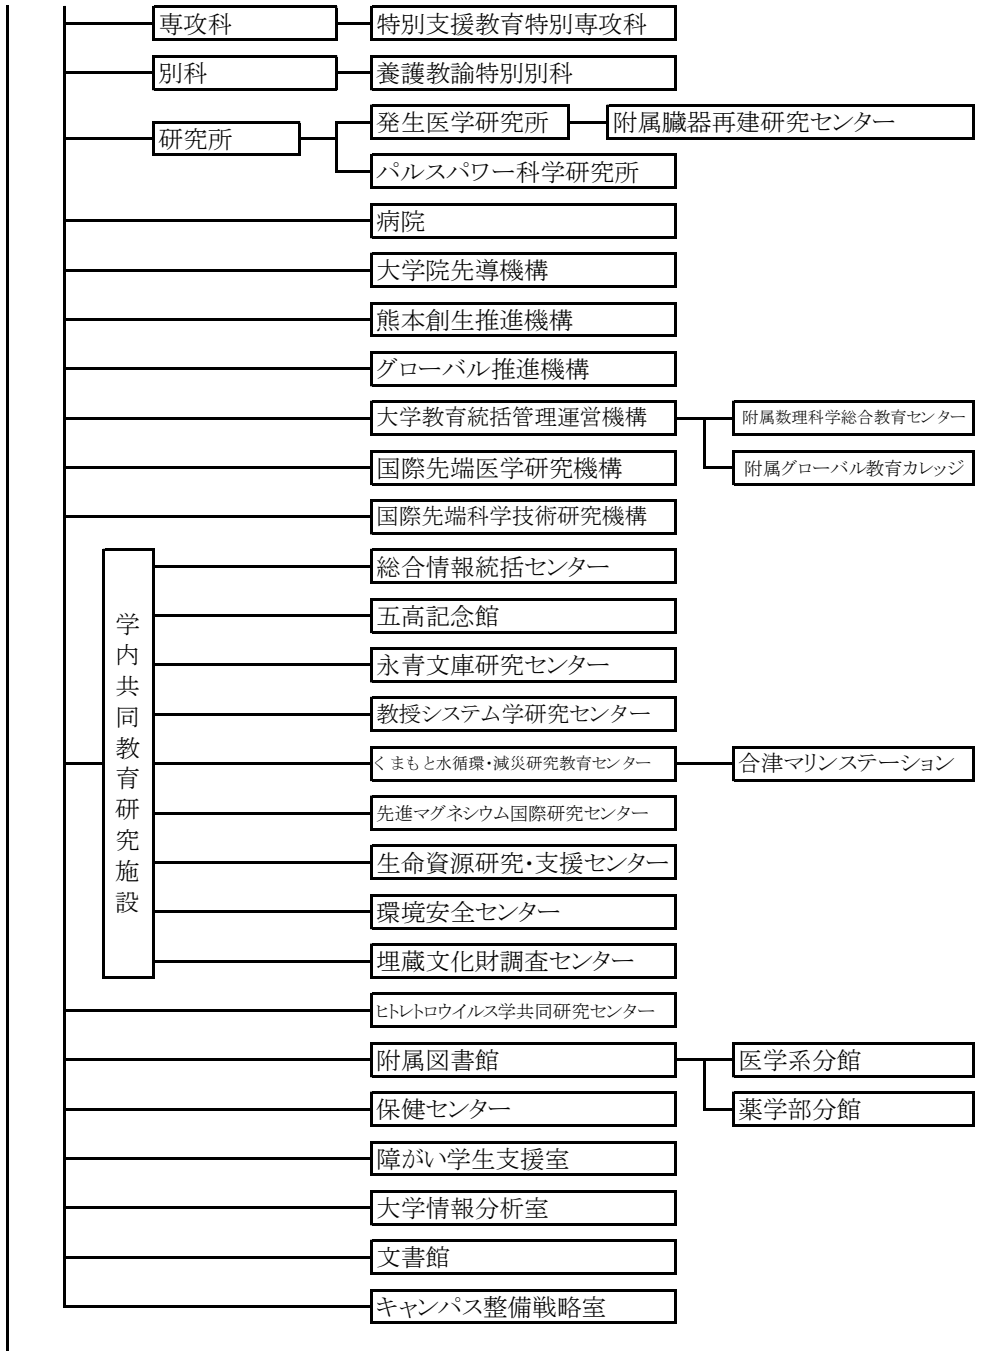 専攻科
特別支援教育特別専攻科
別科
養護教諭特別別科
研究所
発生医学研究所
附属臓器再建研究センター
パルスパワー科学研究所
病院
大学院先導機構
熊本創生推進機構
グローバル推進機構
大学教育統括管理運営機構
附属数理科学総合教育センター
附属グローバル教育カレッジ
国際先端医学研究機構
国際先端科学技術研究機構
学内共同教育研究施設
総合情報統括センター
五高記念館
永青文庫研究センター
教授システム学研究センター
くまもと水循環・減災研究教育センター
合津マリンステーション
先進マグネシウム国際研究センター
生命資源研究・支援センター
環境安全センター
埋蔵文化財調査センター
ヒトレトロウイルス学共同研究センター
附属図書館
医学系分館
薬学部分館
保健センター
障がい学生支援室
大学情報分析室
文書館
キャンパス整備戦略室